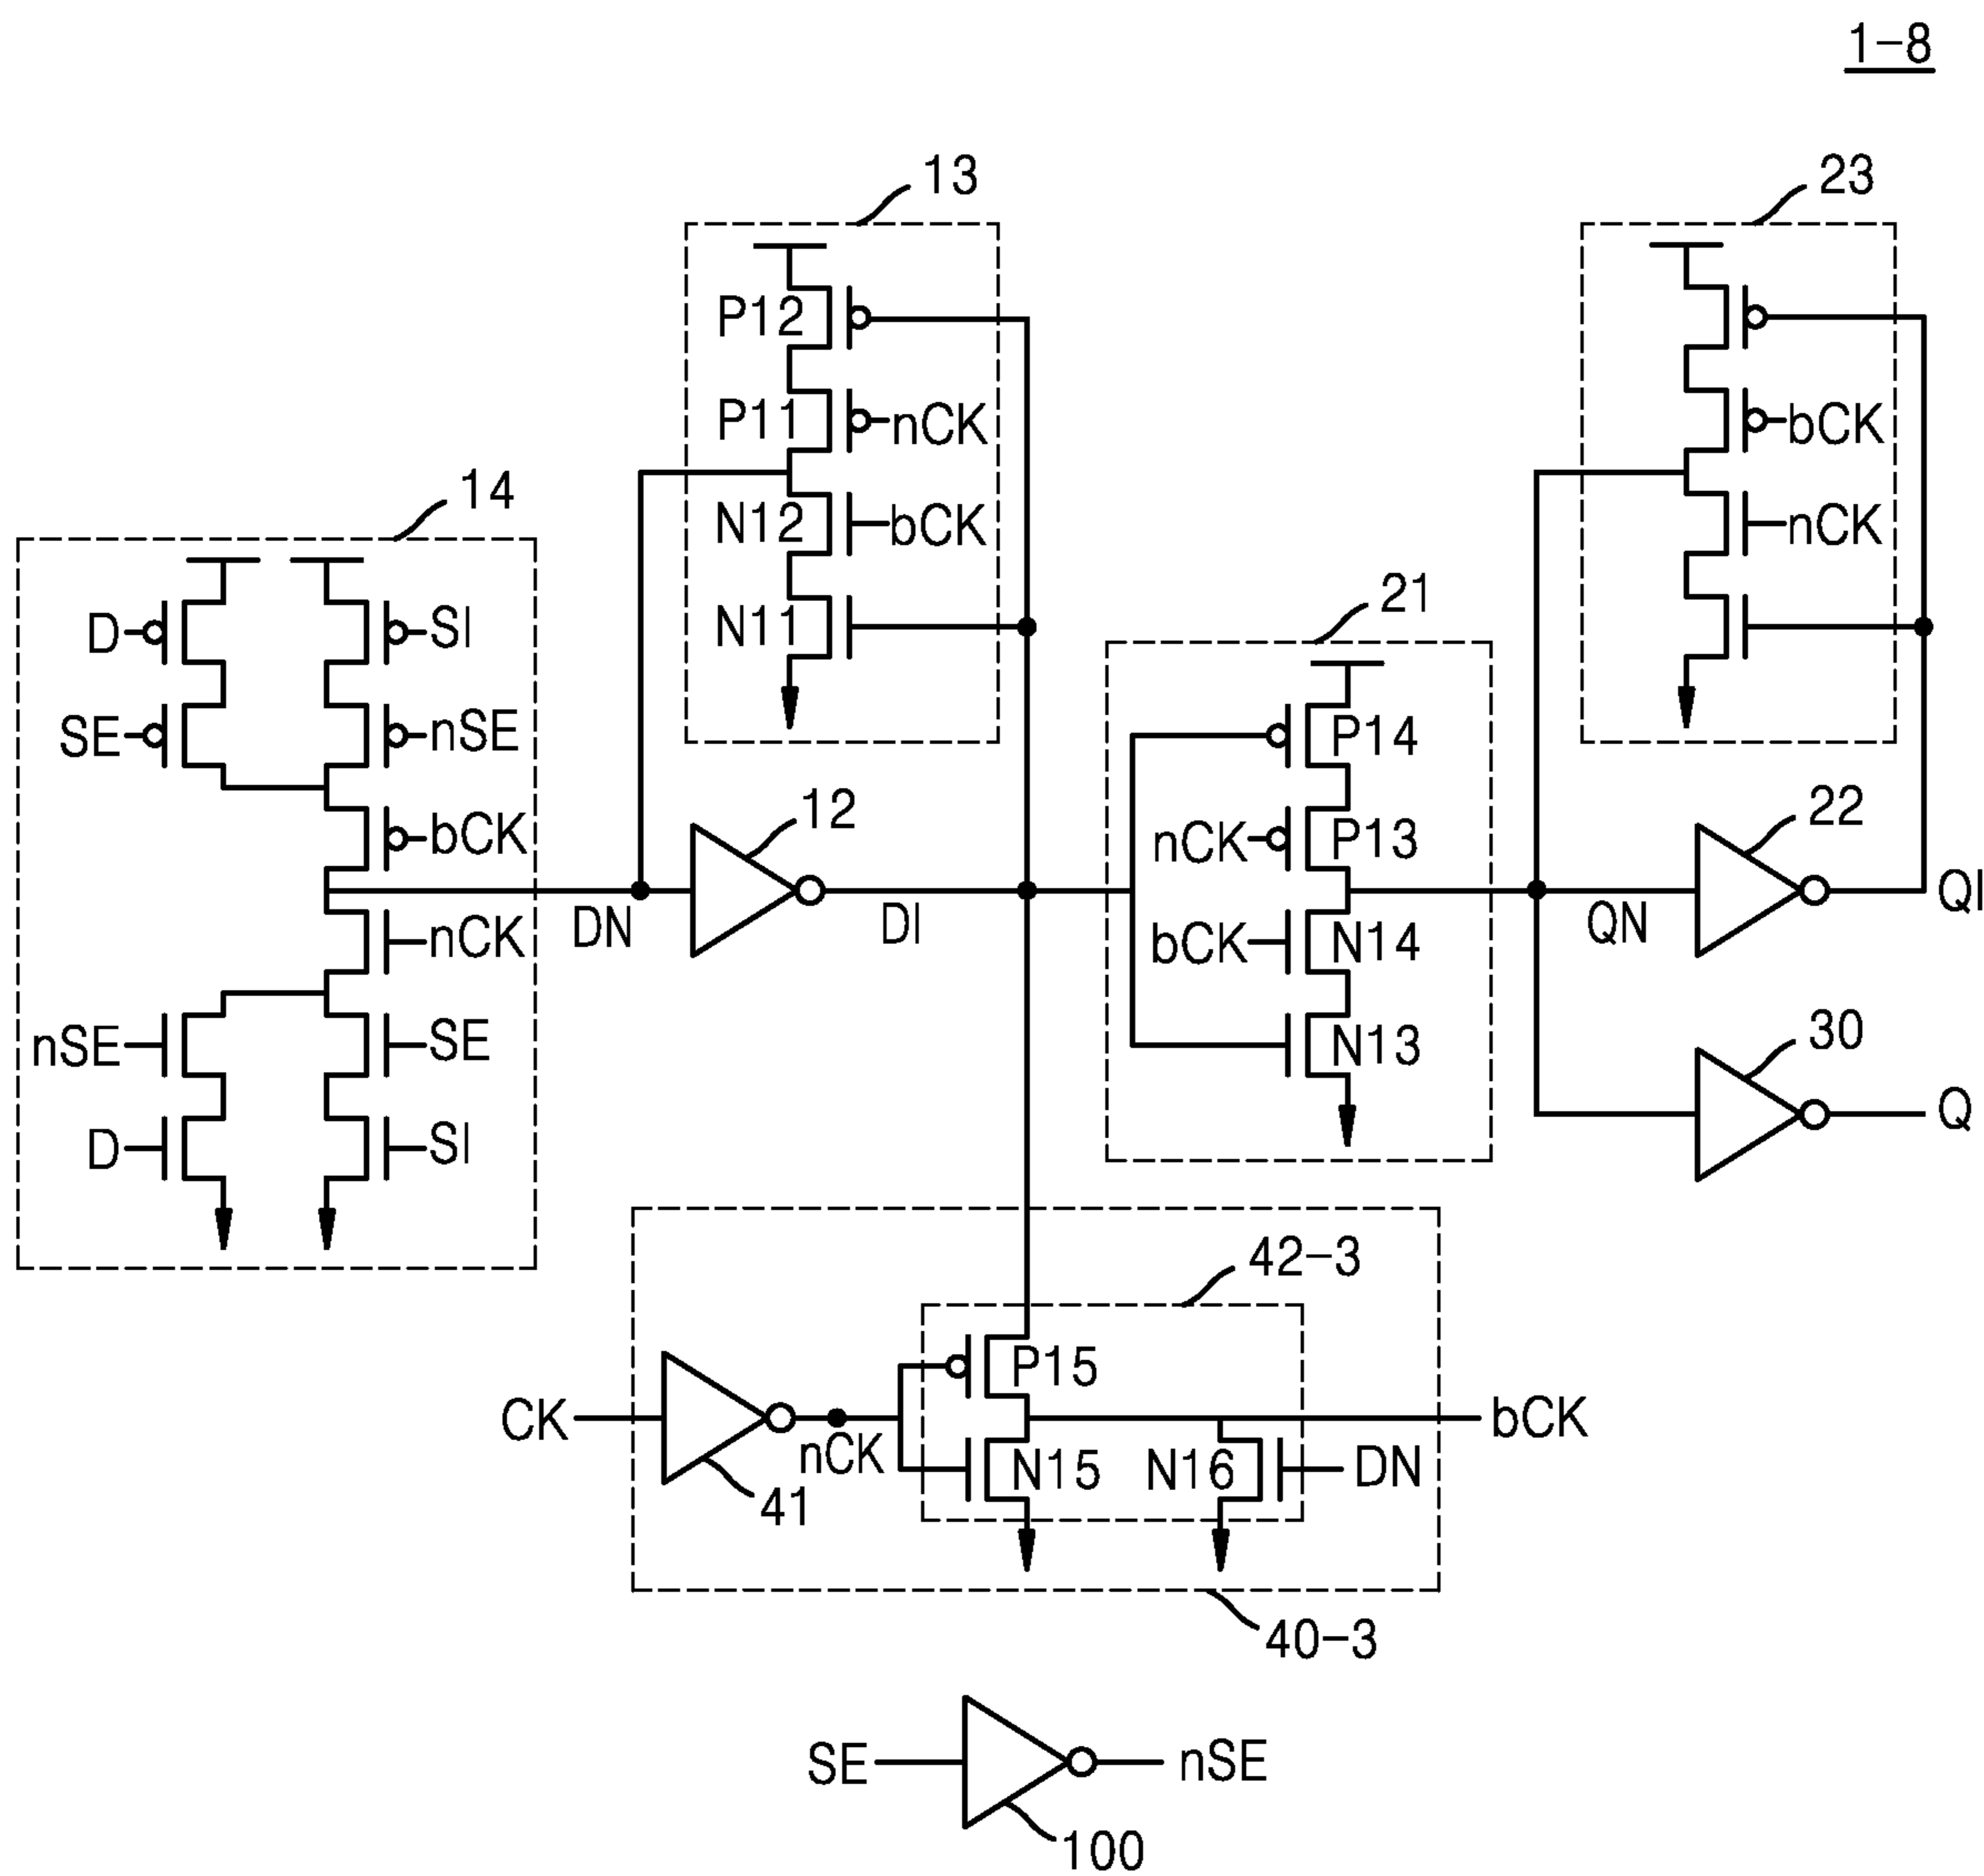 1-8
13
23
P12
P11
nCK
bCK
N12
bCK
nCK
N11
14
D
SI
SE
nSE
bCK
nCK
nSE
SE
D
SI
DN
12
DI
21
P14
nCK
P13
bCK
N14
N13
QN
22
QI
30
Q
42-3
P15
CK
nCK
bCK
N15
N16
DN
41
40-3
SE
nSE
100